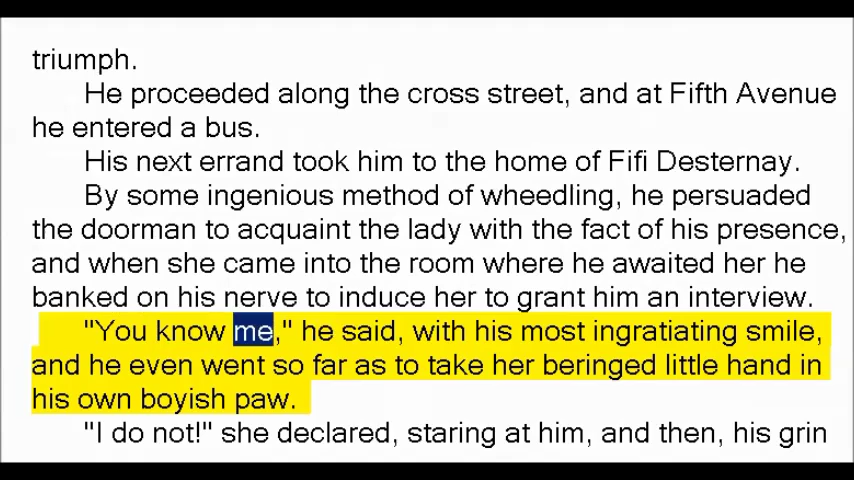 triumph.
He proceeded along the cross street, and at Fifth Avenue
he entered a bus.
His next errand took him to the home of Fifi Desternay.
By some ingenious method of wheedling, he persuaded
the doorman to acquaint the lady with the fact of his presence,
and when she came into the room where he awaited her he
banked on his nerve to induce her to grant him an interview.
"You know me," he said, with his most ingratiating smile,
and he even went so far as to take her beringed little hand in
his own boyish paw.
"I do not!" she declared, staring at him, and then, his grin